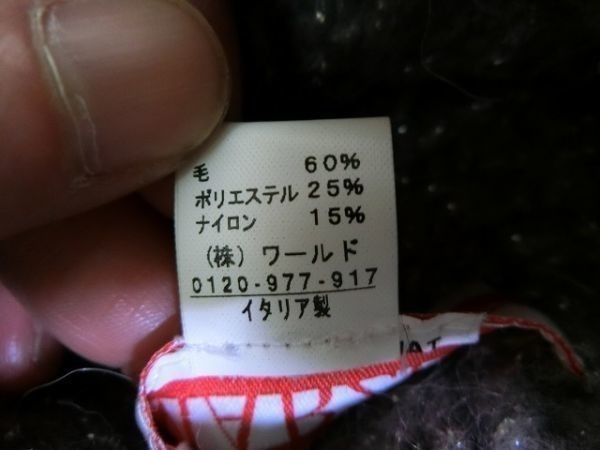 毛 60%
ポリエステル 25%
ナイロン 15%
(株) ワールド
0120-977-917
イタリア製